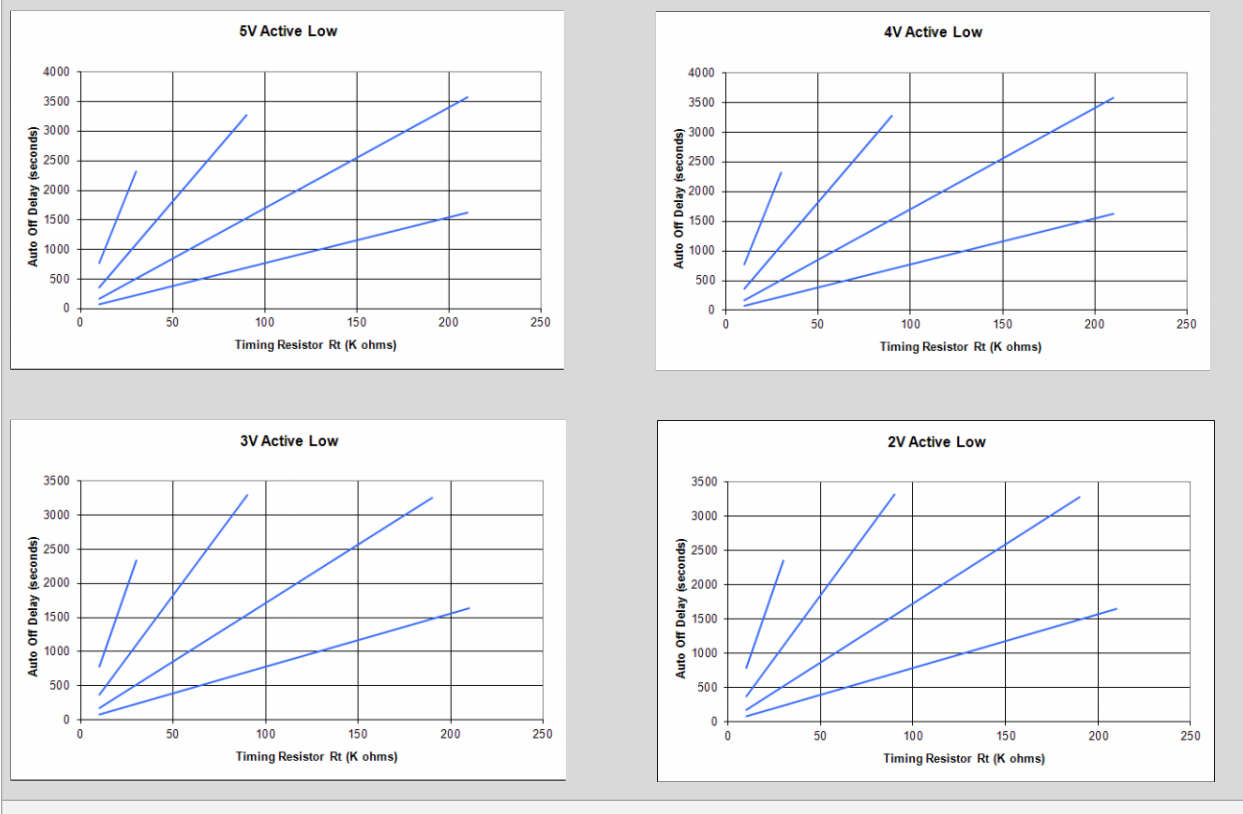 5V Active Low
4000
3500
3000
2500
2000
1500
1000
500
0
Auto Off Delay (seconds)
0 50 100 150 200 250
Timing Resistor Rt (K ohms)
4V Active Low
4000
3500
3000
2500
2000
1500
1000
500
0
Auto Off Delay (seconds)
0 50 100 150 200 250
Timing Resistor Rt (K ohms)
3V Active Low
3500
3000
2500
2000
1500
1000
500
0
Auto Off Delay (seconds)
0 50 100 150 200 250
Timing Resistor Rt (K ohms)
2V Active Low
3500
3000
2500
2000
1500
1000
500
0
Auto Off Delay (seconds)
0 50 100 150 200 250
Timing Resistor Rt (K ohms)